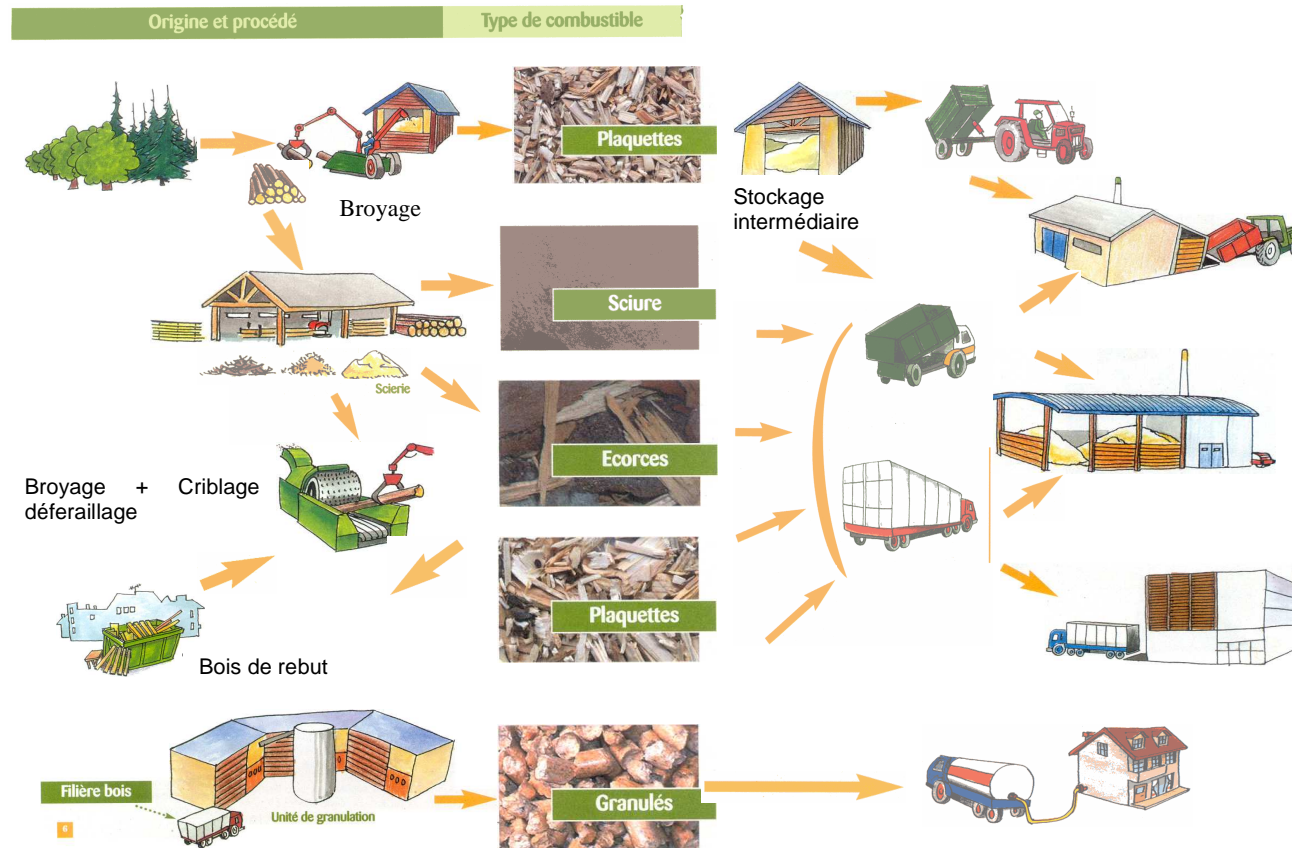 Origine et procédé
Type de combustible
Plaquettes
Broyage
Stockage
intermédiaire
Sciure
Scierie
Ecorces
Broyage + Criblage
déferaillage
Plaquettes
Bois de rebut
Filière bois
Unité de granulation
Granulés
6